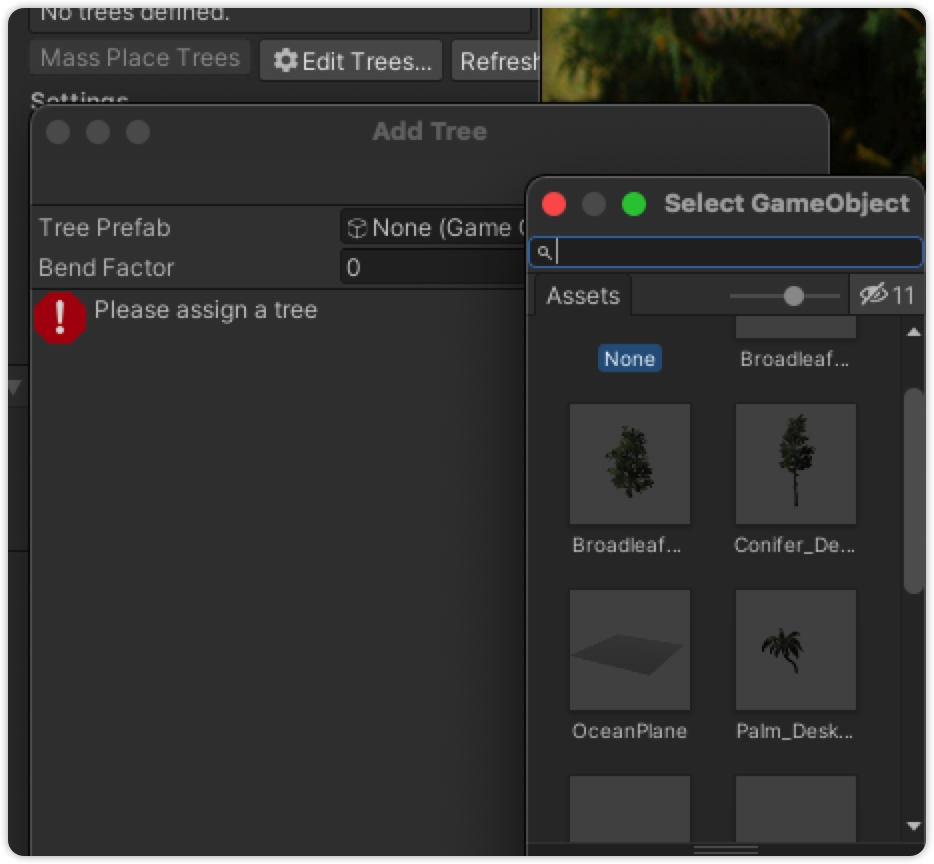 No trees defined.
Mass Place Trees
Edit Trees...
Refresh
Settings
Add Tree
Select GameObject
Tree Prefab
None (Game
Bend Factor
0
Please assign a tree
Assets
11
None
Broadleaf...
Broadleaf...
Conifer_De...
OceanPlane
Palm_Desk...